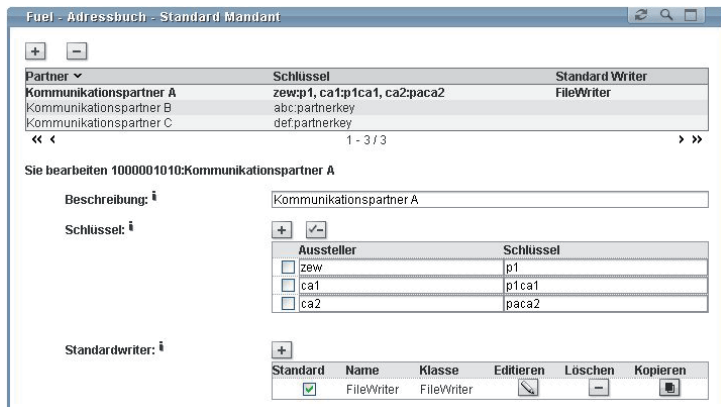 Fuel - Adressbuch - Standard Mandant
+ −
Partner Schlüssel Standard Writer
Kommunikationspartner A zew:p1, ca1:p1ca1, ca2:paca2 FileWriter
Kommunikationspartner B abc:partnerkey
Kommunikationspartner C def:partnerkey
« ‹ 1 - 3 / 3 › »
Sie bearbeiten 1000001010:Kommunikationspartner A
Beschreibung: i Kommunikationspartner A
Schlüssel: i + ✓−
Aussteller Schlüssel
zew p1
ca1 p1ca1
ca2 paca2
Standardwriter: i +
Standard Name Klasse Editieren Löschen Kopieren
FileWriter FileWriter −